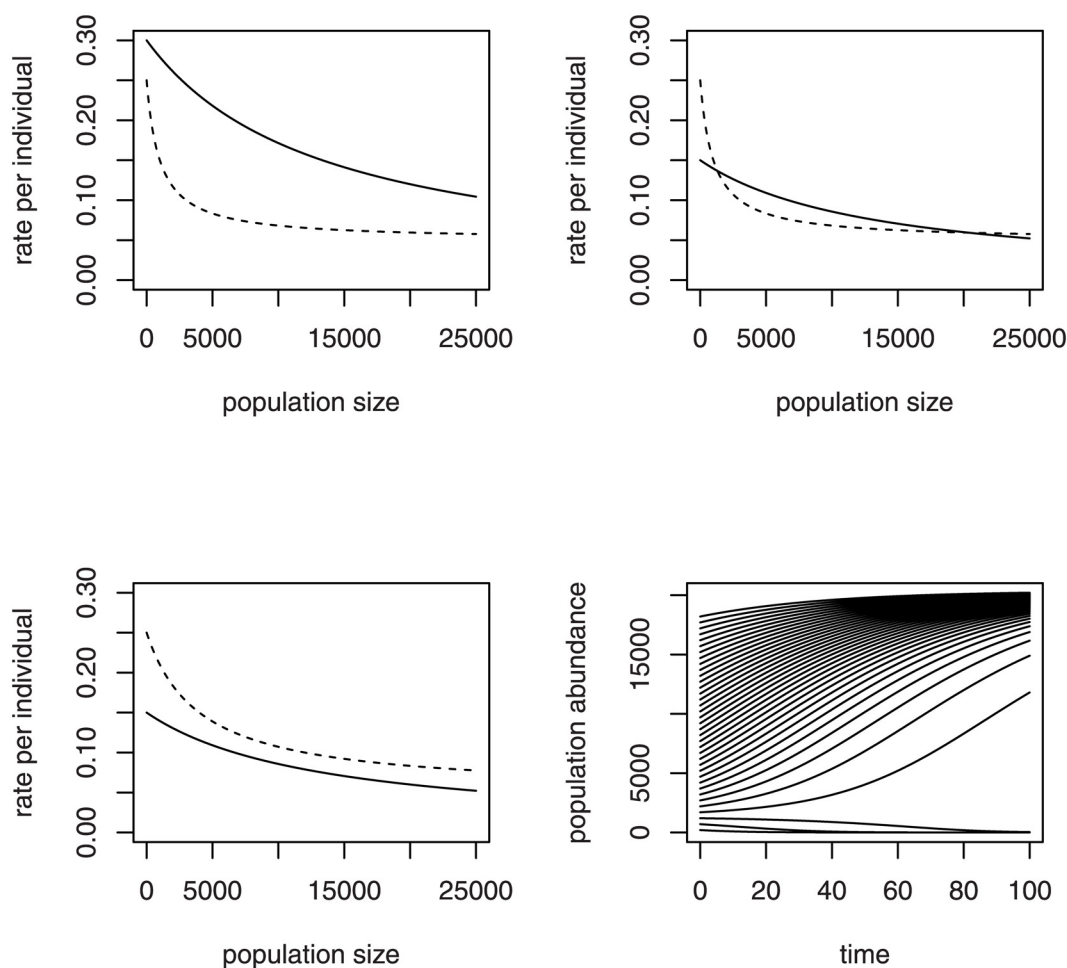 rate per individual
0.00 0.10 0.20 0.30
0 5000 15000 25000
population size
rate per individual
0.00 0.10 0.20 0.30
0 5000 15000 25000
population size
rate per individual
0.00 0.10 0.20 0.30
0 5000 15000 25000
population size
population abundance
0 5000 15000
0 20 40 60 80 100
time